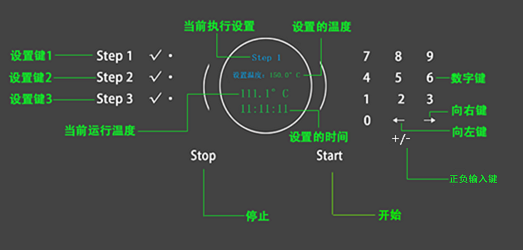 当前执行设置
设置的温度
设置键1
Step 1
✓ •
Step 1
7 8 9
设置键2
Step 2
✓ •
设置温度: 150.0° C
4 5 6
数字键
设置键3
Step 3
✓ •
111.1° C
1 2 3
11:11:11
向右键
当前运行温度
设置的时间
0 ← →
向左键
+/-
Stop
Start
正负输入键
停止
开始